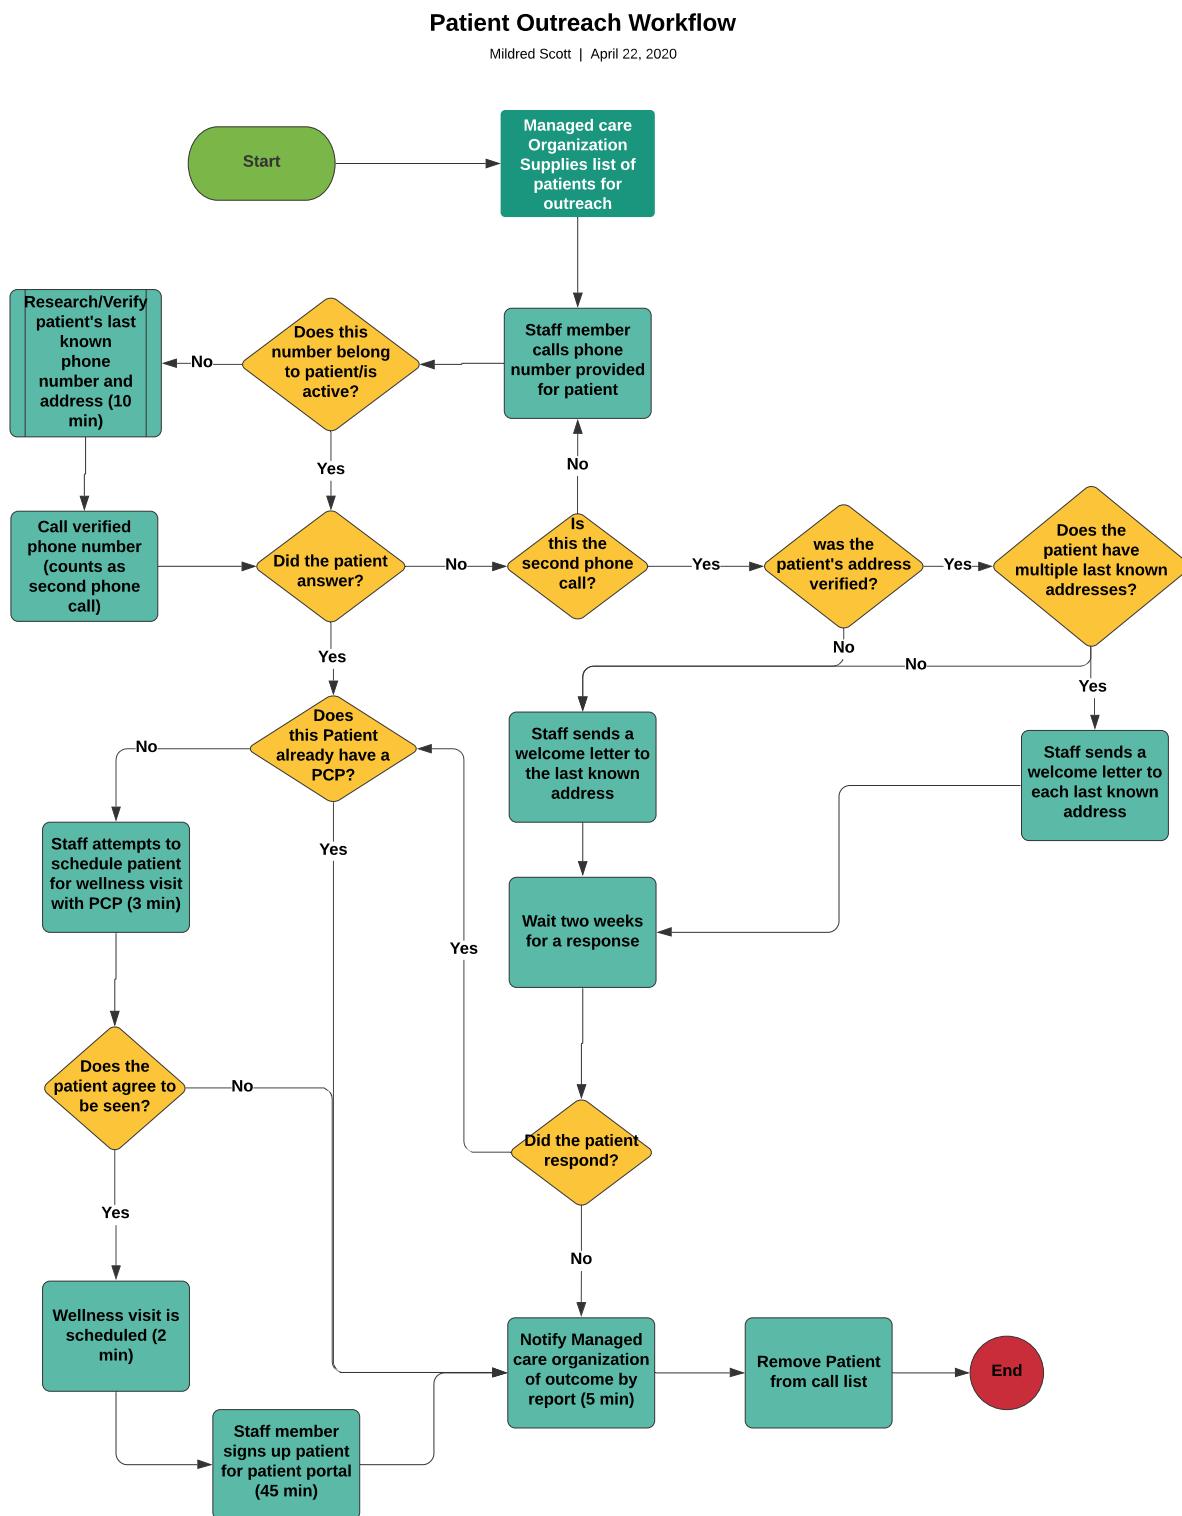 Patient Outreach Workflow
Mildred Scott | April 22, 2020
Start
Managed care
Organization
Supplies list of
patients for
outreach
Research/Verify
patient's last
known
phone
number and
address (10
min)
No
Does this
number belong
to patient/is
active?
Staff member
calls phone
number provided
for patient
Yes
No
Call verified
phone number
(counts as
second phone
call)
Did the patient
answer?
No
Is
this the
second phone
call?
Yes
was the
patient's address
verified?
Yes
Does the
patient have
multiple last known
addresses?
Yes
No
No
Yes
Does
this Patient
already have a
PCP?
No
Staff sends a
welcome letter to
the last known
address
Staff sends a
welcome letter to
each last known
address
Staff attempts to
schedule patient
for wellness visit
with PCP (3 min)
Yes
Yes
Wait two weeks
for a response
Does the
patient agree to
be seen?
No
Did the patient
respond?
Yes
No
Wellness visit is
scheduled (2
min)
Notify Managed
care organization
of outcome by
report (5 min)
Remove Patient
from call list
End
Staff member
signs up patient
for patient portal
(45 min)